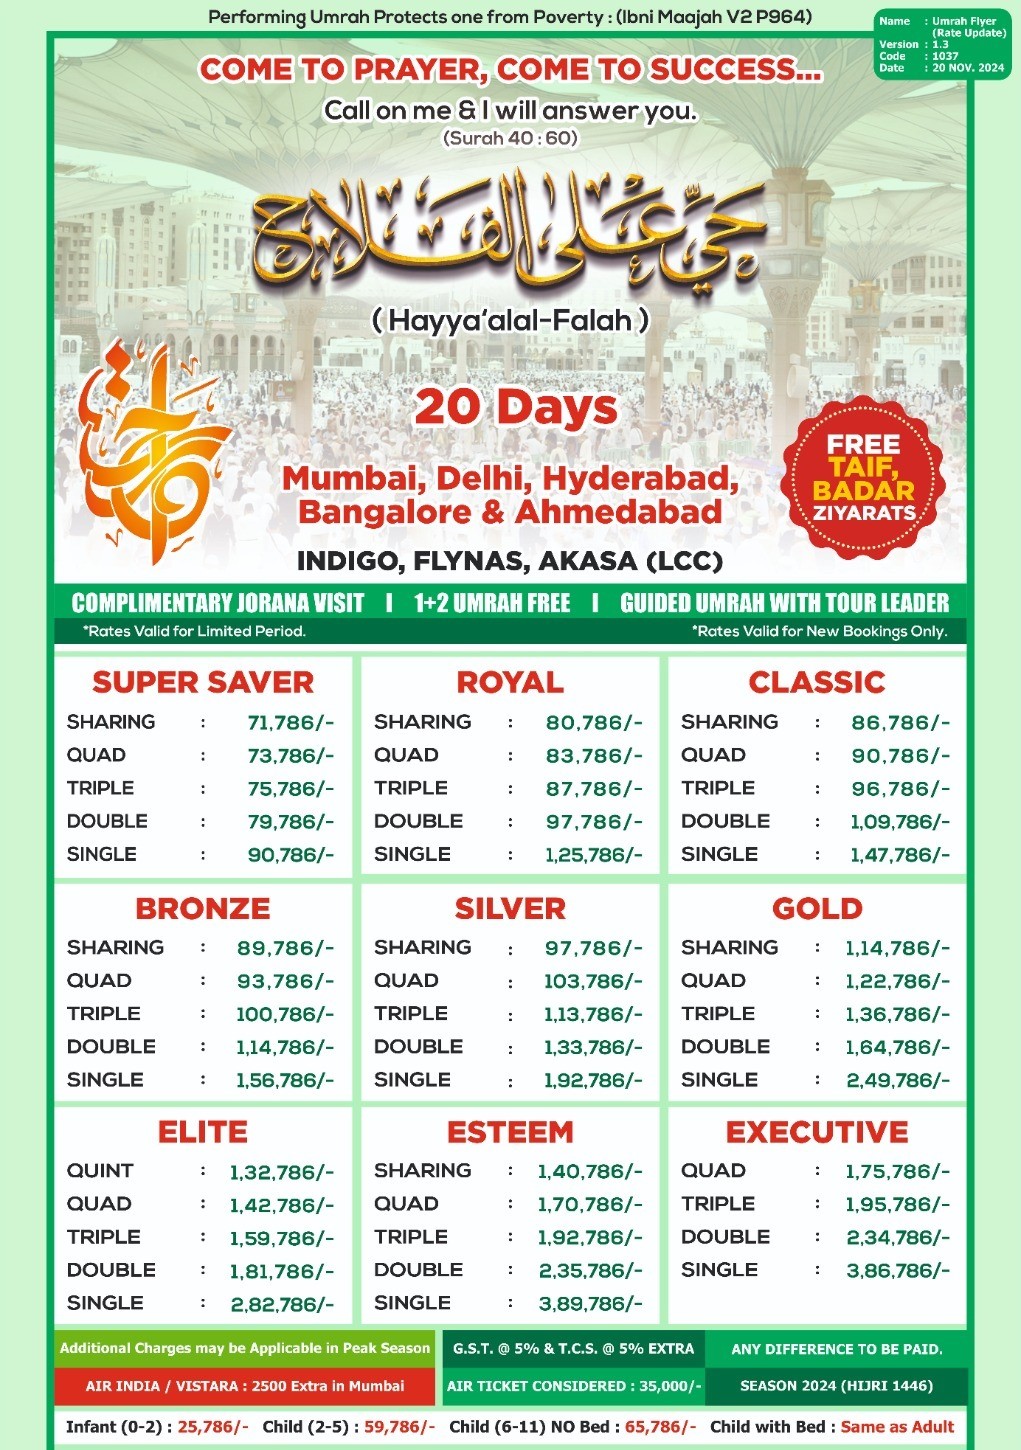 Performing Umrah Protects one from Poverty : (Ibni Maajah V2 P964)
Name : Umrah Flyer
(Rate Update)
Version : 1.3
Code : 1037
Date : 20 NOV. 2024
COME TO PRAYER, COME TO SUCCESS...
Call on me & I will answer you.
(Surah 40 : 60)
حَيَّ عَلَى الفَلَاح
( Hayya‘alal-Falah )
20 Days
Mumbai, Delhi, Hyderabad,
Bangalore & Ahmedabad
INDIGO, FLYNAS, AKASA (LCC)
FREE
TAIF,
BADAR
ZIYARATS
COMPLIMENTARY JORANA VISIT I 1+2 UMRAH FREE I GUIDED UMRAH WITH TOUR LEADER
*Rates Valid for Limited Period. *Rates Valid for New Bookings Only.
SUPER SAVER
SHARING : 71,786/-
QUAD : 73,786/-
TRIPLE : 75,786/-
DOUBLE : 79,786/-
SINGLE : 90,786/-
ROYAL
SHARING : 80,786/-
QUAD : 83,786/-
TRIPLE : 87,786/-
DOUBLE : 97,786/-
SINGLE : 1,25,786/-
CLASSIC
SHARING : 86,786/-
QUAD : 90,786/-
TRIPLE : 96,786/-
DOUBLE : 1,09,786/-
SINGLE : 1,47,786/-
BRONZE
SHARING : 89,786/-
QUAD : 93,786/-
TRIPLE : 100,786/-
DOUBLE : 1,14,786/-
SINGLE : 1,56,786/-
SILVER
SHARING : 97,786/-
QUAD : 103,786/-
TRIPLE : 1,13,786/-
DOUBLE : 1,33,786/-
SINGLE : 1,92,786/-
GOLD
SHARING : 1,14,786/-
QUAD : 1,22,786/-
TRIPLE : 1,36,786/-
DOUBLE : 1,64,786/-
SINGLE : 2,49,786/-
ELITE
QUINT : 1,32,786/-
QUAD : 1,42,786/-
TRIPLE : 1,59,786/-
DOUBLE : 1,81,786/-
SINGLE : 2,82,786/-
ESTEEM
SHARING : 1,40,786/-
QUAD : 1,70,786/-
TRIPLE : 1,92,786/-
DOUBLE : 2,35,786/-
SINGLE : 3,89,786/-
EXECUTIVE
QUAD : 1,75,786/-
TRIPLE : 1,95,786/-
DOUBLE : 2,34,786/-
SINGLE : 3,86,786/-
Additional Charges may be Applicable in Peak Season
G.S.T. @ 5% & T.C.S. @ 5% EXTRA
ANY DIFFERENCE TO BE PAID.
AIR INDIA / VISTARA : 2500 Extra in Mumbai
AIR TICKET CONSIDERED : 35,000/-
SEASON 2024 (HIJRI 1446)
Infant (0-2) : 25,786/- Child (2-5) : 59,786/- Child (6-11) NO Bed : 65,786/- Child with Bed : Same as Adult